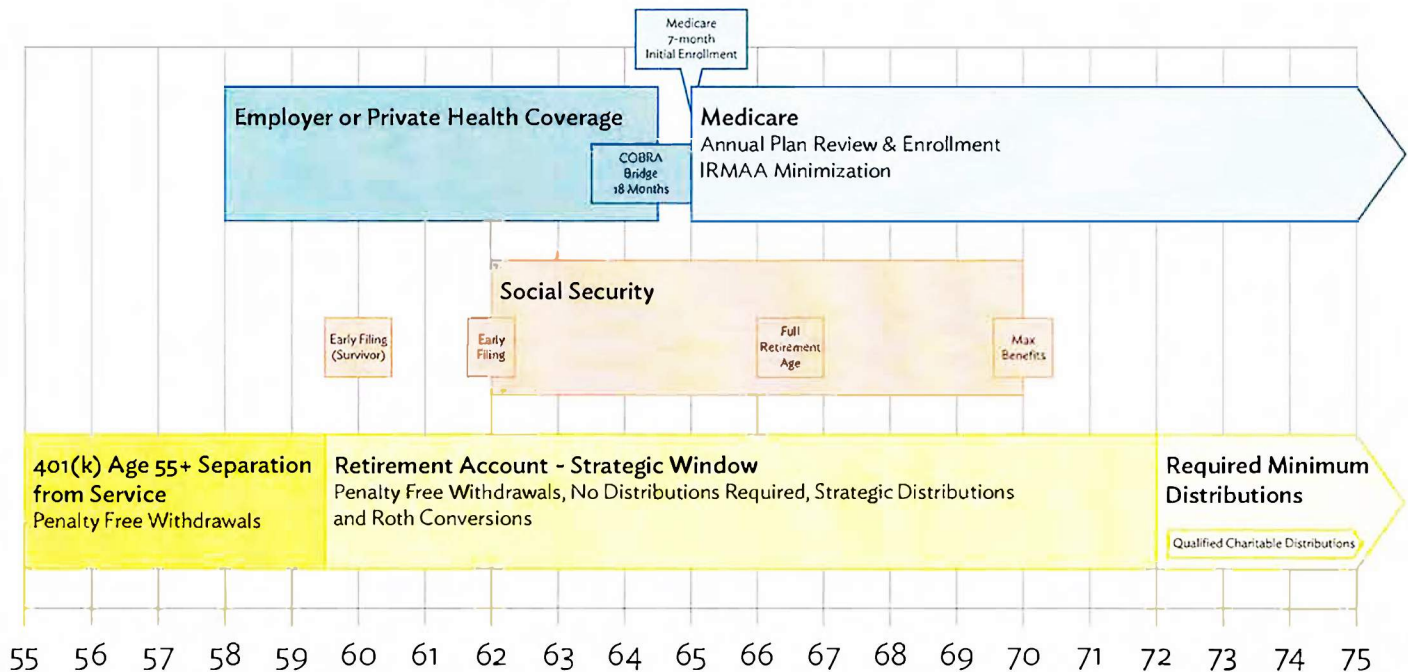 Medicare
7-month
Initial Enrollment
Employer or Private Health Coverage
COBRA
Bridge
18 Months
Medicare
Annual Plan Review & Enrollment
IRMAA Minimization
Social Security
Early Filing
(Survivor)
Early
Filing
Full
Retirement
Age
Max
Benefits
401(k) Age 55+ Separation
from Service
Penalty Free Withdrawals
Retirement Account - Strategic Window
Penalty Free Withdrawals, No Distributions Required, Strategic Distributions
and Roth Conversions
Required Minimum
Distributions
Qualified Charitable Distributions
55 56 57 58 59 60 61 62 63 64 65 66 67 68 69 70 71 72 73 74 75